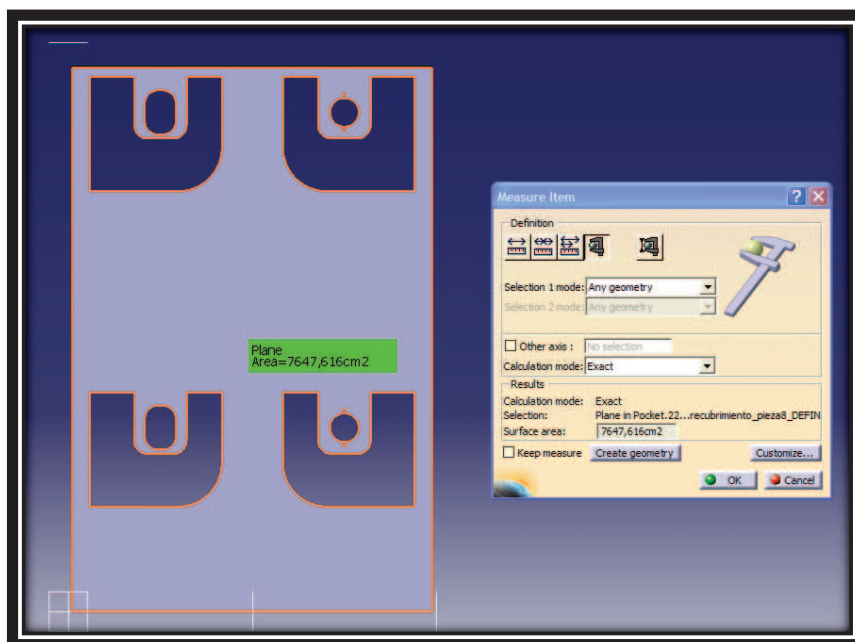 Plane
Area=7647,616cm2
Measure Item
Definition
Selection 1 mode: Any geometry
Selection 2 mode: Any geometry
Other axis : No selection
Calculation mode: Exact
Results
Calculation mode: Exact
Selection: Plane in Pocket.22...recubrimiento_pieza8_DEFIN
Surface area: 7647,616cm2
Keep measure Create geometry Customize...
OK Cancel